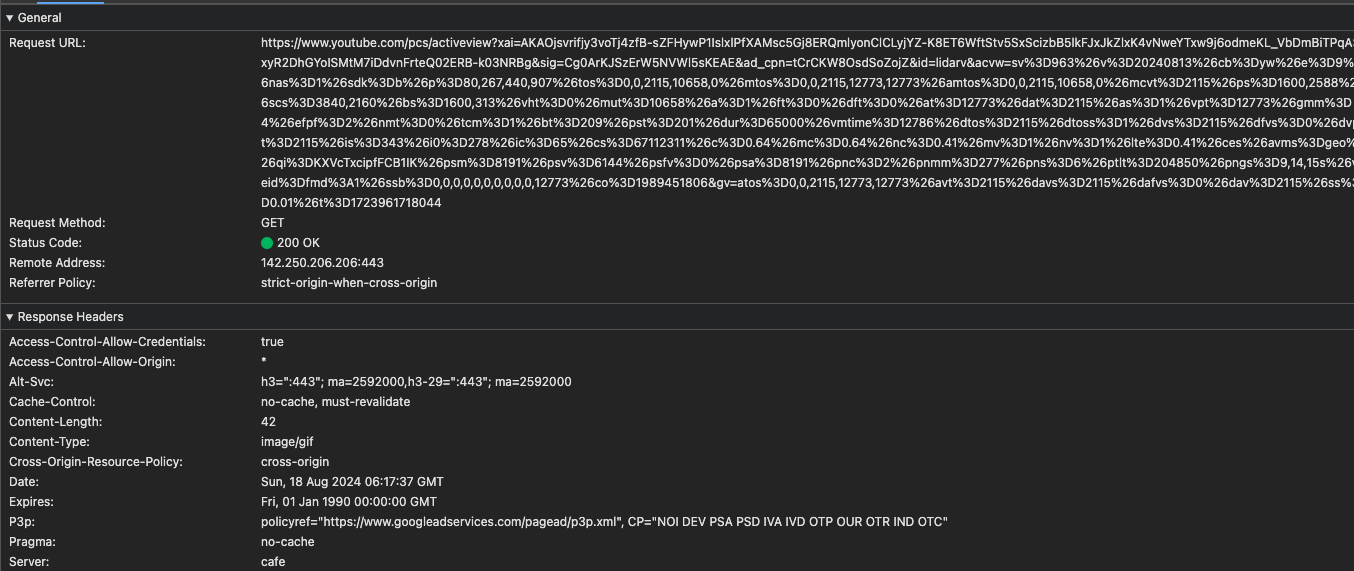 General
Request URL: https://www.youtube.com/pcs/activeview?xai=AKAOjsvrifjy3voTj4zfB-sZFHywP1IsIxIPfXAMsc5Gj8ERQmIyonCICLyjYZ-K8ET6WftStv5SxScizbB5IkFJxJkZIxK4vNweYTxw9j6odmeKL_VbDmBiTPqA
xyR2DhGYoISMtM7iDdvnFrteQ02ERB-k03NRBg&sig=Cg0ArKJSzErW5NVWI5sKEAE&ad_cpn=tCrCKW8OsdSoZojZ&id=lidarv&acvw=sv%3D963%26v%3D20240813%26cb%3Dyw%26e%3D9%
6nas%3D1%26sdk%3Db%26p%3D80,267,440,907%26tos%3D0,0,2115,10658,0%26mtos%3D0,0,2115,12773,12773%26amtos%3D0,0,2115,10658,0%26mcvt%3D2115%26ps%3D1600,2588%
6scs%3D3840,2160%26bs%3D1600,313%26vht%3D0%26mut%3D10658%26a%3D1%26ft%3D0%26dft%3D0%26at%3D12773%26dat%3D2115%26as%3D1%26vpt%3D12773%26gmm%3D
4%26efpf%3D2%26nmt%3D0%26tcm%3D1%26bt%3D209%26pst%3D201%26dur%3D65000%26vmtime%3D12786%26dtos%3D2115%26dtoss%3D1%26dvs%3D2115%26dfvs%3D0%26dvp
t%3D2115%26is%3D343%26i0%3D278%26ic%3D65%26cs%3D67112311%26c%3D0.64%26mc%3D0.64%26nc%3D0.41%26mv%3D1%26nv%3D1%26lte%3D0.41%26ces%26avms%3Dgeo%
26qi%3DKXVcTxcipfFCB1IK%26psm%3D8191%26psv%3D6144%26psfv%3D0%26psa%3D8191%26pnc%3D2%26pnmm%3D277%26pns%3D6%26ptlt%3D204850%26pngs%3D9,14,15s%26v
eid%3Dfmd%3A1%26ssb%3D0,0,0,0,0,0,0,0,0,12773%26co%3D1989451806&gv=atos%3D0,0,2115,12773,12773%26avt%3D2115%26davs%3D2115%26dafvs%3D0%26dav%3D2115%26ss%
D0.01%26t%3D1723961718044
Request Method: GET
Status Code: 200 OK
Remote Address: 142.250.206.206:443
Referrer Policy: strict-origin-when-cross-origin
Response Headers
Access-Control-Allow-Credentials: true
Access-Control-Allow-Origin: *
Alt-Svc: h3=":443"; ma=2592000,h3-29=":443"; ma=2592000
Cache-Control: no-cache, must-revalidate
Content-Length: 42
Content-Type: image/gif
Cross-Origin-Resource-Policy: cross-origin
Date: Sun, 18 Aug 2024 06:17:37 GMT
Expires: Fri, 01 Jan 1990 00:00:00 GMT
P3p: policyref="https://www.googleadservices.com/pagead/p3p.xml", CP="NOI DEV PSA PSD IVA IVD OTP OUR OTR IND OTC"
Pragma: no-cache
Server: cafe